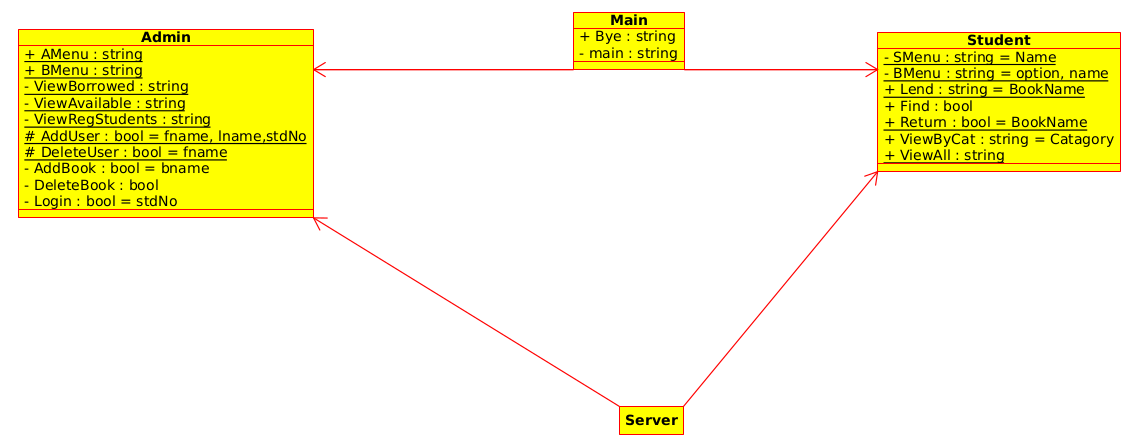 Admin
+ AMenu : string
+ BMenu : string
- ViewBorrowed : string
- ViewAvailable : string
- ViewRegStudents : string
# AddUser : bool = fname, lname,stdNo
# DeleteUser : bool = fname
- AddBook : bool = bname
- DeleteBook : bool
- Login : bool = stdNo
Main
+ Bye : string
- main : string
Student
- SMenu : string = Name
- BMenu : string = option, name
+ Lend : string = BookName
+ Find : bool
+ Return : bool = BookName
+ ViewByCat : string = Catagory
+ ViewAll : string
Server